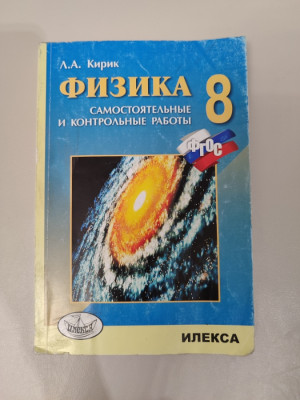 Л.А. Кирик
ФИЗИКА
8
САМОСТОЯТЕЛЬНЫЕ
И КОНТРОЛЬНЫЕ РАБОТЫ
ФГОС
ИЛЕКСА
ИЛЕКСА